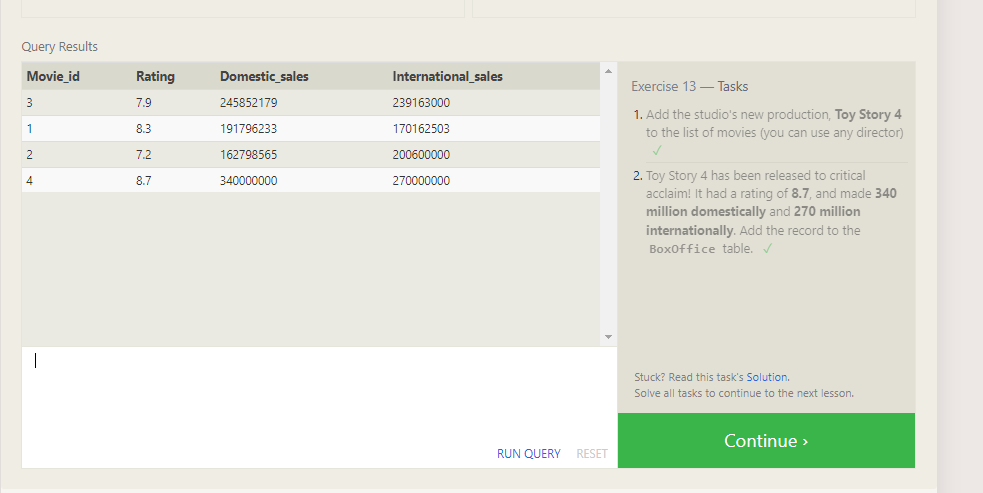 Query Results
Movie_id Rating Domestic_sales International_sales
3 7.9 245852179 239163000
1 8.3 191796233 170162503
2 7.2 162798565 200600000
4 8.7 340000000 270000000
RUN QUERY RESET
Exercise 13 — Tasks
1. Add the studio's new production, Toy Story 4
to the list of movies (you can use any director)
✓
2. Toy Story 4 has been released to critical
acclaim! It had a rating of 8.7, and made 340
million domestically and 270 million
internationally. Add the record to the
BoxOffice table. ✓
Stuck? Read this task's Solution.
Solve all tasks to continue to the next lesson.
Continue ›